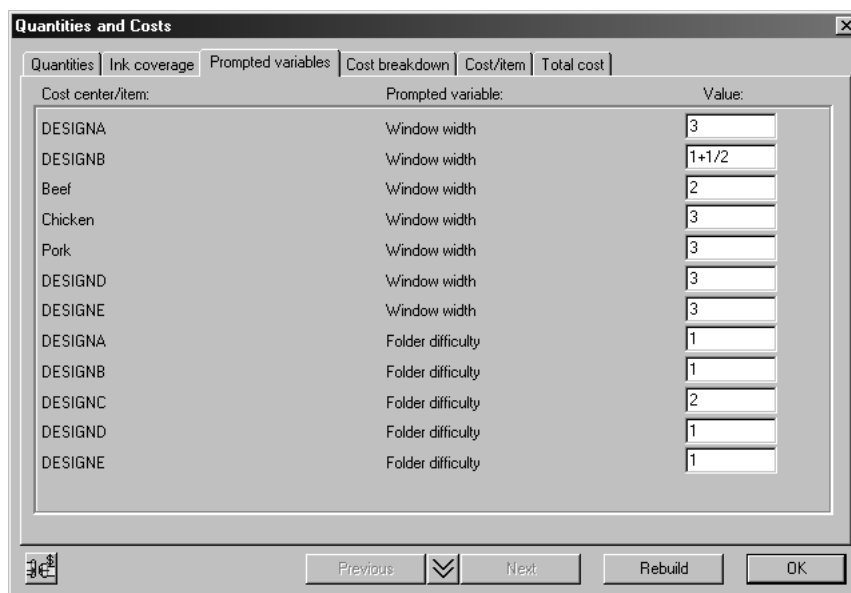 Quantities and Costs
Quantities Ink coverage Prompted variables Cost breakdown Cost/item Total cost
Cost center/item: Prompted variable: Value:
DESIGNA Window width 3
DESIGNB Window width 1+1/2
Beef Window width 2
Chicken Window width 3
Pork Window width 3
DESIGND Window width 3
DESIGNE Window width 3
DESIGNA Folder difficulty 1
DESIGNB Folder difficulty 1
DESIGNC Folder difficulty 2
DESIGND Folder difficulty 1
DESIGNE Folder difficulty 1
Previous Next Rebuild OK